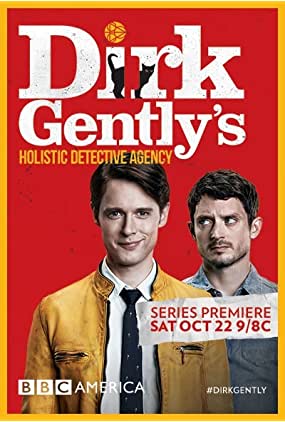 Dirk
Gently's
HOLISTIC DETECTIVE AGENCY
SERIES PREMIERE
SAT OCT 22 9/8C
BBC AMERICA
#DIRKGENTLY